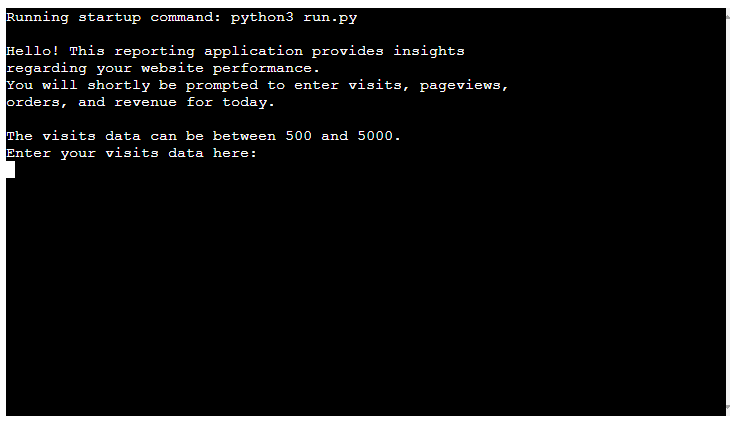 Running startup command: python3 run.py
Hello! This reporting application provides insights
regarding your website performance.
You will shortly be prompted to enter visits, pageviews,
orders, and revenue for today.
The visits data can be between 500 and 5000.
Enter your visits data here: